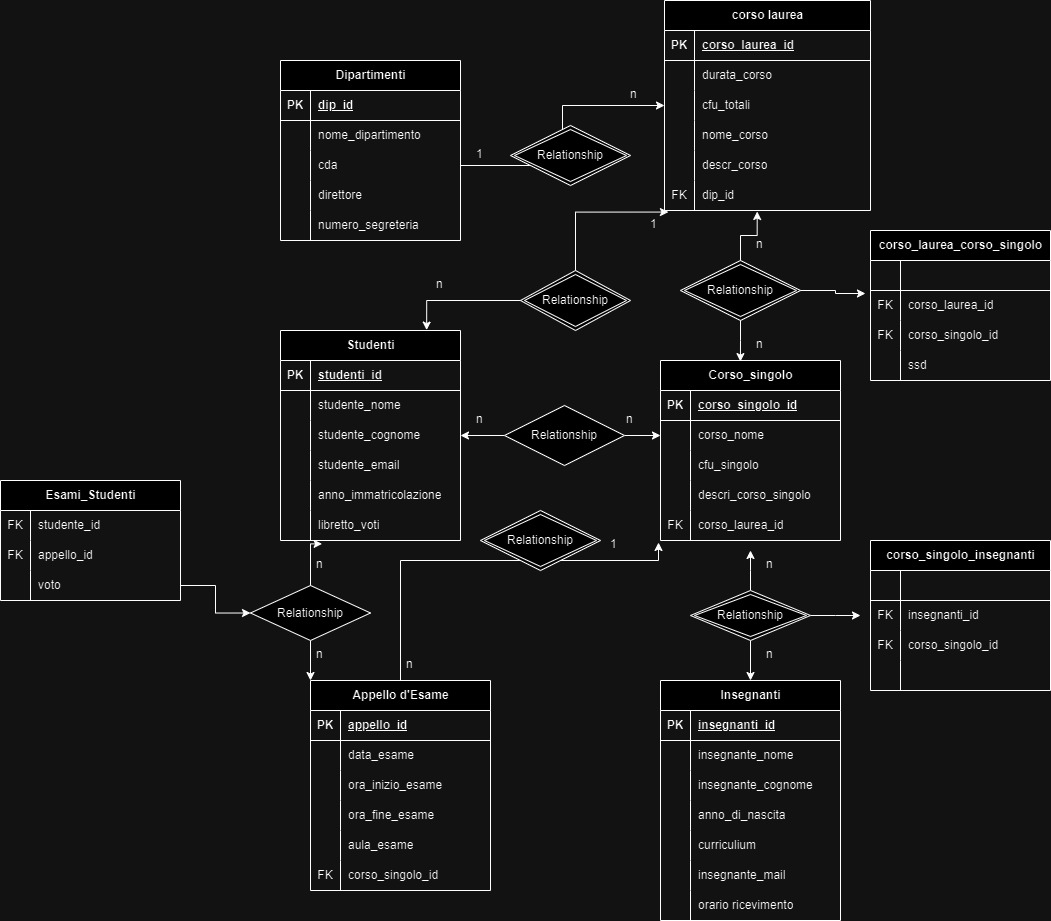 corso laurea
PK corso_laurea_id
durata_corso
cfu_totali
nome_corso
descr_corso
FK dip_id
Dipartimenti
PK dip_id
nome_dipartimento
cda
direttore
numero_segreteria
1
Relationship
n
1
n
Relationship
n
Relationship
n
corso_laurea_corso_singolo
FK corso_laurea_id
FK corso_singolo_id
ssd
Studenti
PK studenti_id
studente_nome
studente_cognome
studente_email
anno_immatricolazione
libretto_voti
n
Relationship
n
Corso_singolo
PK corso_singolo_id
corso_nome
cfu_singolo
descri_corso_singolo
FK corso_laurea_id
Esami_Studenti
FK studente_id
FK appello_id
voto
Relationship
1
n
n
Relationship
n
n
Relationship
n
corso_singolo_insegnanti
FK insegnanti_id
FK corso_singolo_id
Appello d'Esame
PK appello_id
data_esame
ora_inizio_esame
ora_fine_esame
aula_esame
FK corso_singolo_id
Insegnanti
PK insegnanti_id
insegnante_nome
insegnante_cognome
anno_di_nascita
curriculium
insegnante_mail
orario ricevimento